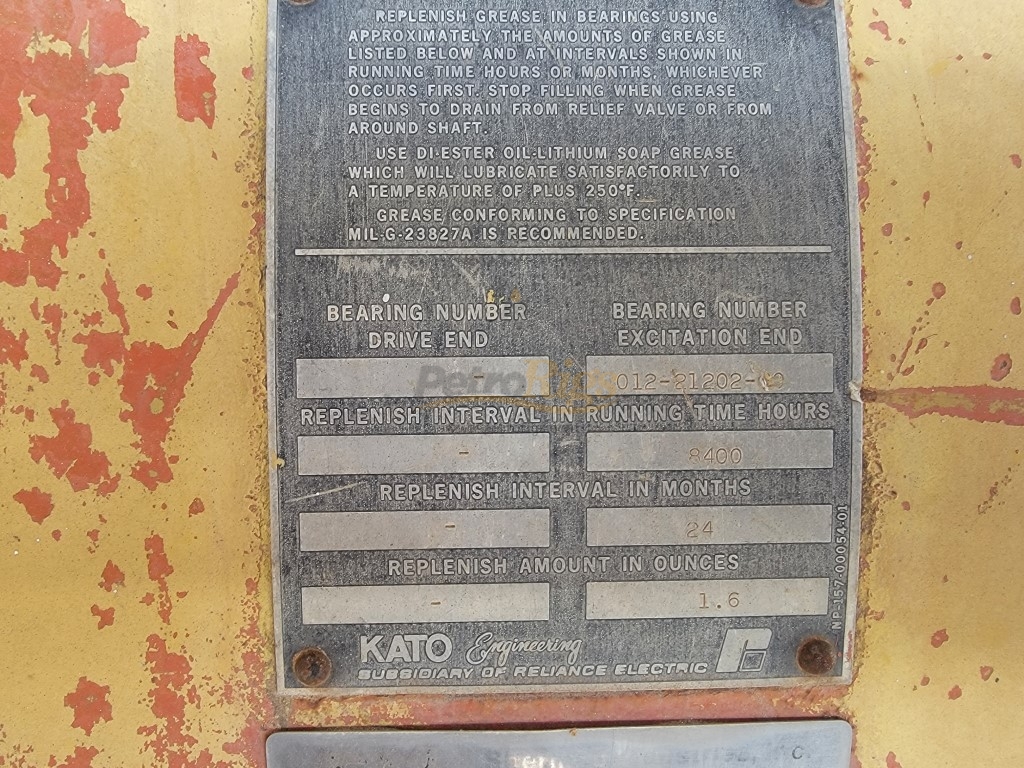 REPLENISH GREASE IN BEARINGS USING
APPROXIMATELY THE AMOUNTS OF GREASE
LISTED BELOW AND AT INTERVALS SHOWN IN
RUNNING TIME HOURS OR MONTHS, WHICHEVER
OCCURS FIRST. STOP FILLING WHEN GREASE
BEGINS TO DRAIN FROM RELIEF VALVE OR FROM
AROUND SHAFT.
USE DI-ESTER OIL-LITHIUM SOAP GREASE
WHICH WILL LUBRICATE SATISFACTORILY TO
A TEMPERATURE OF PLUS 250°F.
GREASE CONFORMING TO SPECIFICATION
MIL-G-23827A IS RECOMMENDED.
BEARING NUMBER BEARING NUMBER
DRIVE END EXCITATION END
-
REPLENISH INTERVAL IN RUNNING TIME HOURS
- 8400
REPLENISH INTERVAL IN MONTHS
- 24
REPLENISH AMOUNT IN OUNCES
- 1.6
NP-157-00056-01
KATO Engineering
SUBSIDIARY OF RELIANCE ELECTRIC